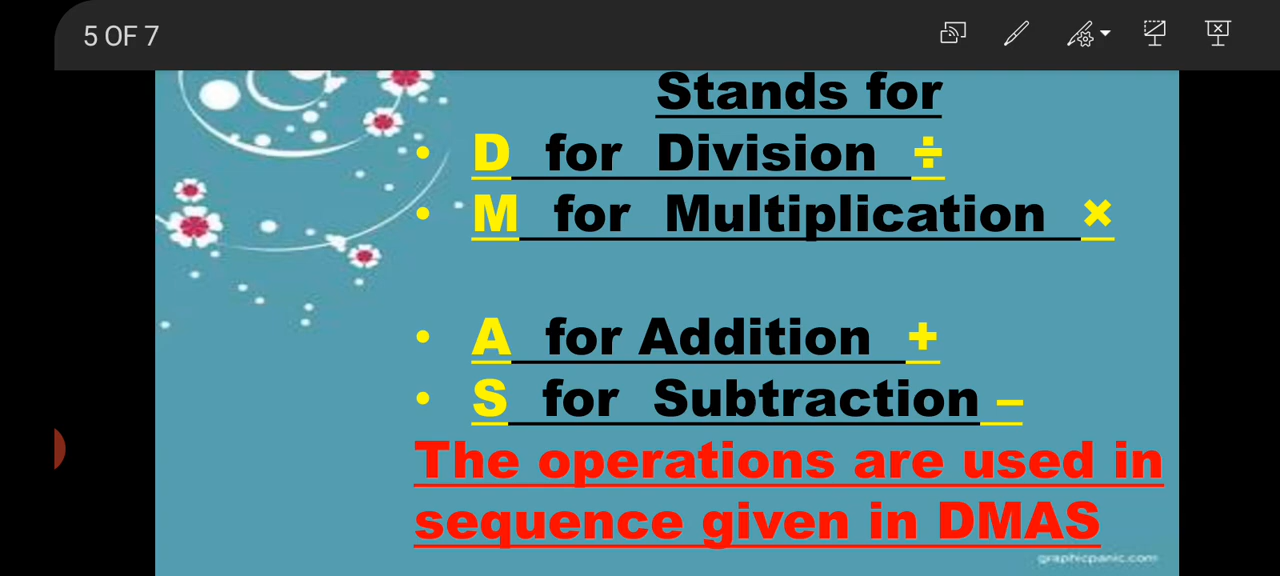 5 OF 7
Stands for
• D for Division ÷
• M for Multiplication ×
• A for Addition +
• S for Subtraction –
The operations are used in
sequence given in DMAS
graphicpanic.com